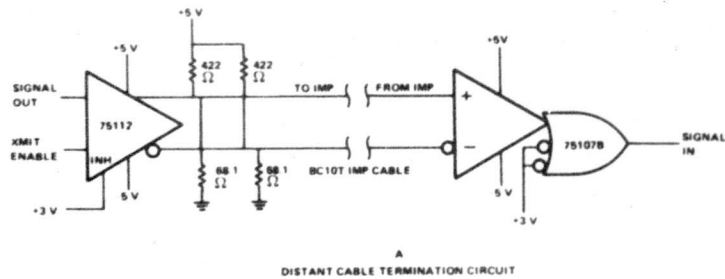 +5 V
+5 V
+5V
422
Ω
422
Ω
SIGNAL
OUT
TO IMP
FROM IMP
+
75112
XMIT
ENABLE
INH
−
75107B
SIGNAL
IN
68.1
Ω
68.1
Ω
BC10T IMP CABLE
5 V
5 V
+3 V
+3 V
A
DISTANT CABLE TERMINATION CIRCUIT